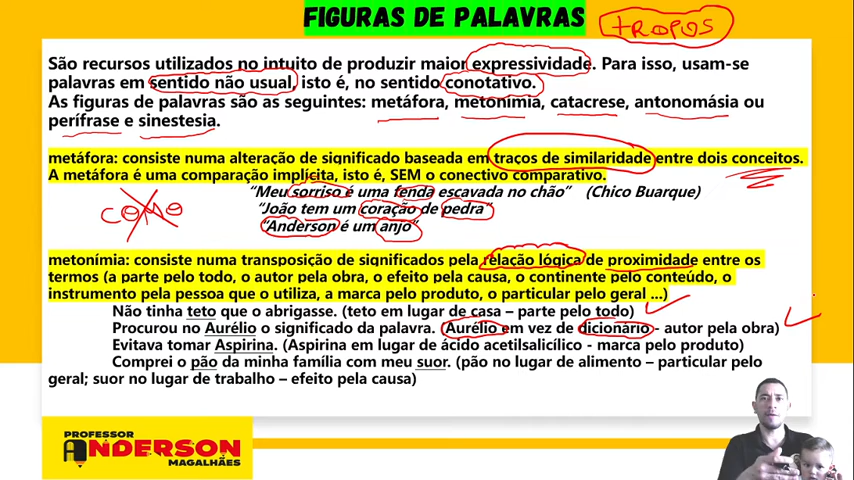 FIGURAS DE PALAVRAS
TROPOS
São recursos utilizados no intuito de produzir maior expressividade. Para isso, usam-se
palavras em sentido não usual, isto é, no sentido conotativo.
As figuras de palavras são as seguintes: metáfora, metonímia, catacrese, antonomásia ou
perífrase e sinestesia.
metáfora: consiste numa alteração de significado baseada em traços de similaridade entre dois conceitos.
A metáfora é uma comparação implícita, isto é, SEM o conectivo comparativo.
"Meu sorriso é uma fenda escavada no chão" (Chico Buarque)
"João tem um coração de pedra"
"Anderson é um anjo"
COMO
metonímia: consiste numa transposição de significados pela relação lógica de proximidade entre os
termos (a parte pelo todo, o autor pela obra, o efeito pela causa, o continente pelo conteúdo, o
instrumento pela pessoa que o utiliza, a marca pelo produto, o particular pelo geral ...)
Não tinha teto que o abrigasse. (teto em lugar de casa – parte pelo todo)
Procurou no Aurélio o significado da palavra. (Aurélio em vez de dicionário - autor pela obra)
Evitava tomar Aspirina. (Aspirina em lugar de ácido acetilsalicílico - marca pelo produto)
Comprei o pão da minha família com meu suor. (pão no lugar de alimento – particular pelo
geral; suor no lugar de trabalho – efeito pela causa)
PROFESSOR
ANDERSON
MAGALHÃES